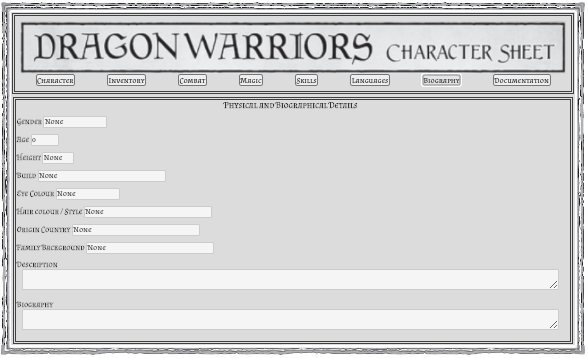 DRAGON WARRIORS CHARACTER SHEET
Character Inventory Combat Magic Skills Languages Biography Documentation
Physical and Biographical Details
Gender None
Age 0
Height None
Build None
Eye Colour None
Hair colour / Style None
Origin Country None
Family Background None
Description
Biography